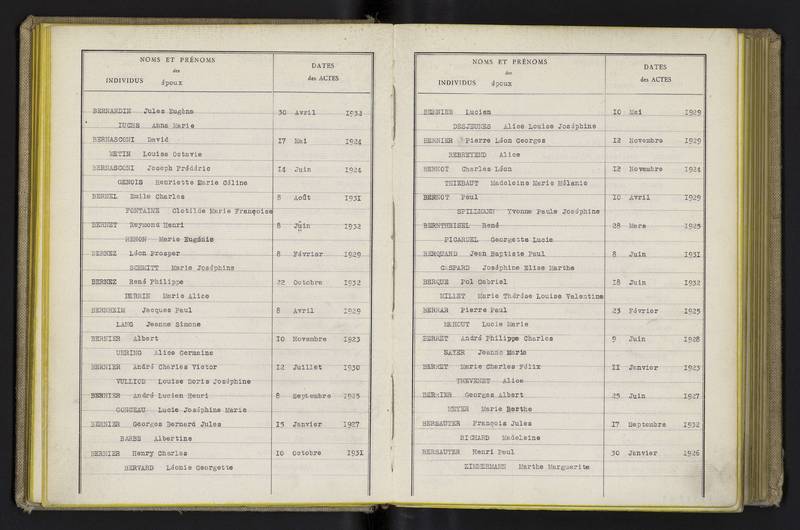 NOMS ET PRÉNOMS
des
INDIVIDUS époux
DATES
des ACTES
BERNARDIN Jules Eugène 30 Avril 1932
IUCHS Anna Marie
BERNASCONI David 17 Mai 1924
METIN Louise Octavie
BERNASCONI Joseph Frédéric 14 Juin 1924
GENOIS Henriette Marie Céline
BERNEL Emile Charles 8 Août 1931
FONTAINE Clotilde Marie Françoise
BERNET Raymond Henri 8 Juin 1932
HENON Marie Eugénie
BERNEZ Léon Prosper 8 Février 1929
SCHMITT Marie Joséphine
BERNEZ René Philippe 22 Octobre 1932
PERRIN Marie Alice
BERNHEIM Jacques Paul 8 Avril 1929
LANG Jeanne Simone
BERNIER Albert 10 Novembre 1923
UERING Alice Germaine
BERNIER André Charles Victor 12 Juillet 1930
VULLIOD Louise Doris Joséphine
BERNIER André Lucien Henri 8 Septembre 1925
Lucie Joséphine Marie
BERNIER Georges Bernard Jules 15 Janvier 1927
BARBE Albertine
BERNIER Henry Charles 10 Octobre 1931
BERVARD Léonie Georgette
NOMS ET PRÉNOMS
des
INDIVIDUS époux
DATES
des ACTES
BERNIER Lucien 10 Mai 1929
DESJEUNES Alice Louise Joséphine
BERNIER Pierre Léon Georges 12 Novembre 1929
REBEYTEND Alice
BERNOT Charles Léon 12 Novembre 1924
THIEBAUT Madeleine Marie Mélanie
BERNOT Paul 10 Avril 1929
SPILLMANN Yvonne Paule Joséphine
BERNTHEISEL René 28 Mars 1925
PICARDEL Georgette Lucie
BERQUAND Jean Baptiste Paul 8 Juin 1931
GASPARD Joséphine Elise Marthe
BERQUE Pol Gabriel 18 Juin 1932
MILLET Marie Thérèse Louise Valentine
BERRAR Pierre Paul 23 Février 1925
Lucie Marie
BERRET André Philippe Charles 9 Juin 1928
BAYER Jeanne Marie
BERRET Marie Charles Félix 11 Janvier 1923
THEVENET Alice
BERRIER Georges Albert 25 Juin 1927
MEYER Marie Berthe
BERSAUTER François Jules 17 Septembre 1932
RICHARD Madeleine
BERSAUTER Henri Paul 30 Janvier 1926
ZIMMERMANN Marthe Marguerite